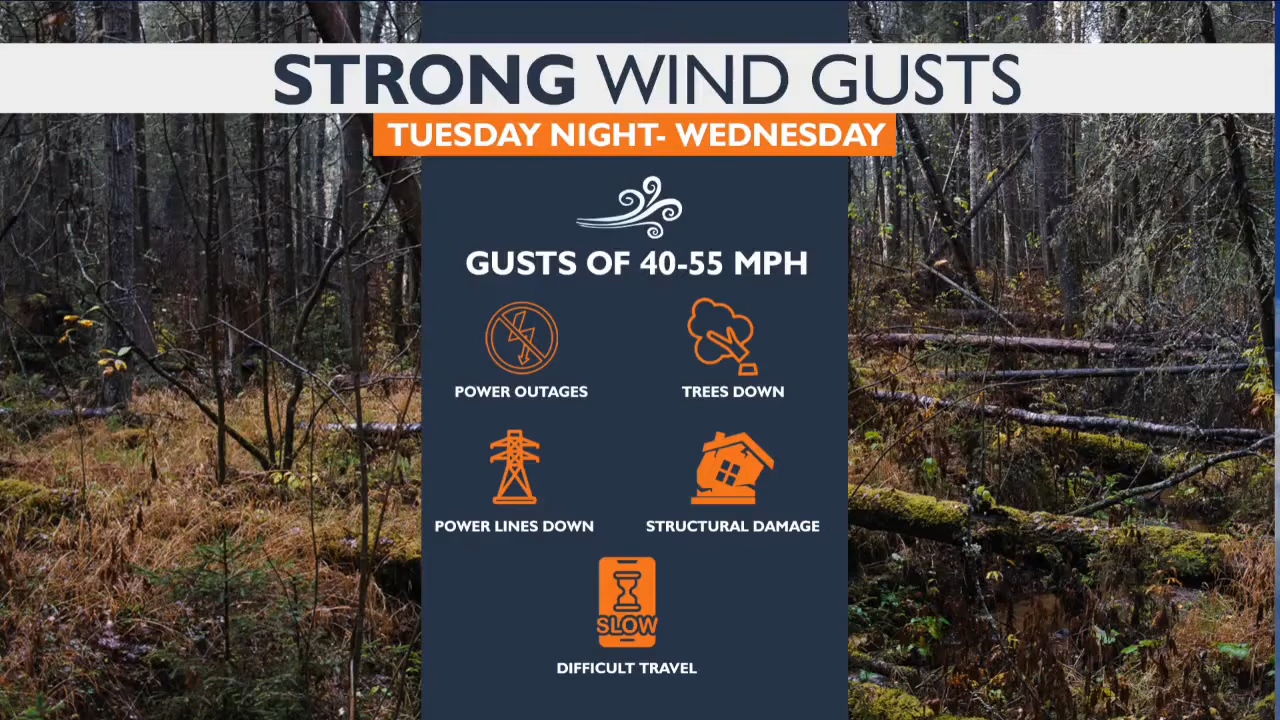 STRONG WIND GUSTS
TUESDAY NIGHT- WEDNESDAY
GUSTS OF 40-55 MPH
POWER OUTAGES
TREES DOWN
POWER LINES DOWN
STRUCTURAL DAMAGE
SLOW
DIFFICULT TRAVEL